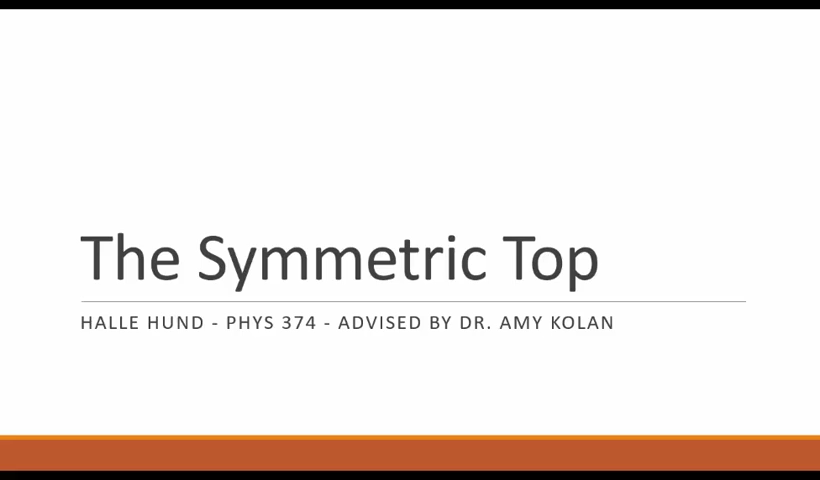 The Symmetric Top
HALLE HUND - PHYS 374 - ADVISED BY DR. AMY KOLAN